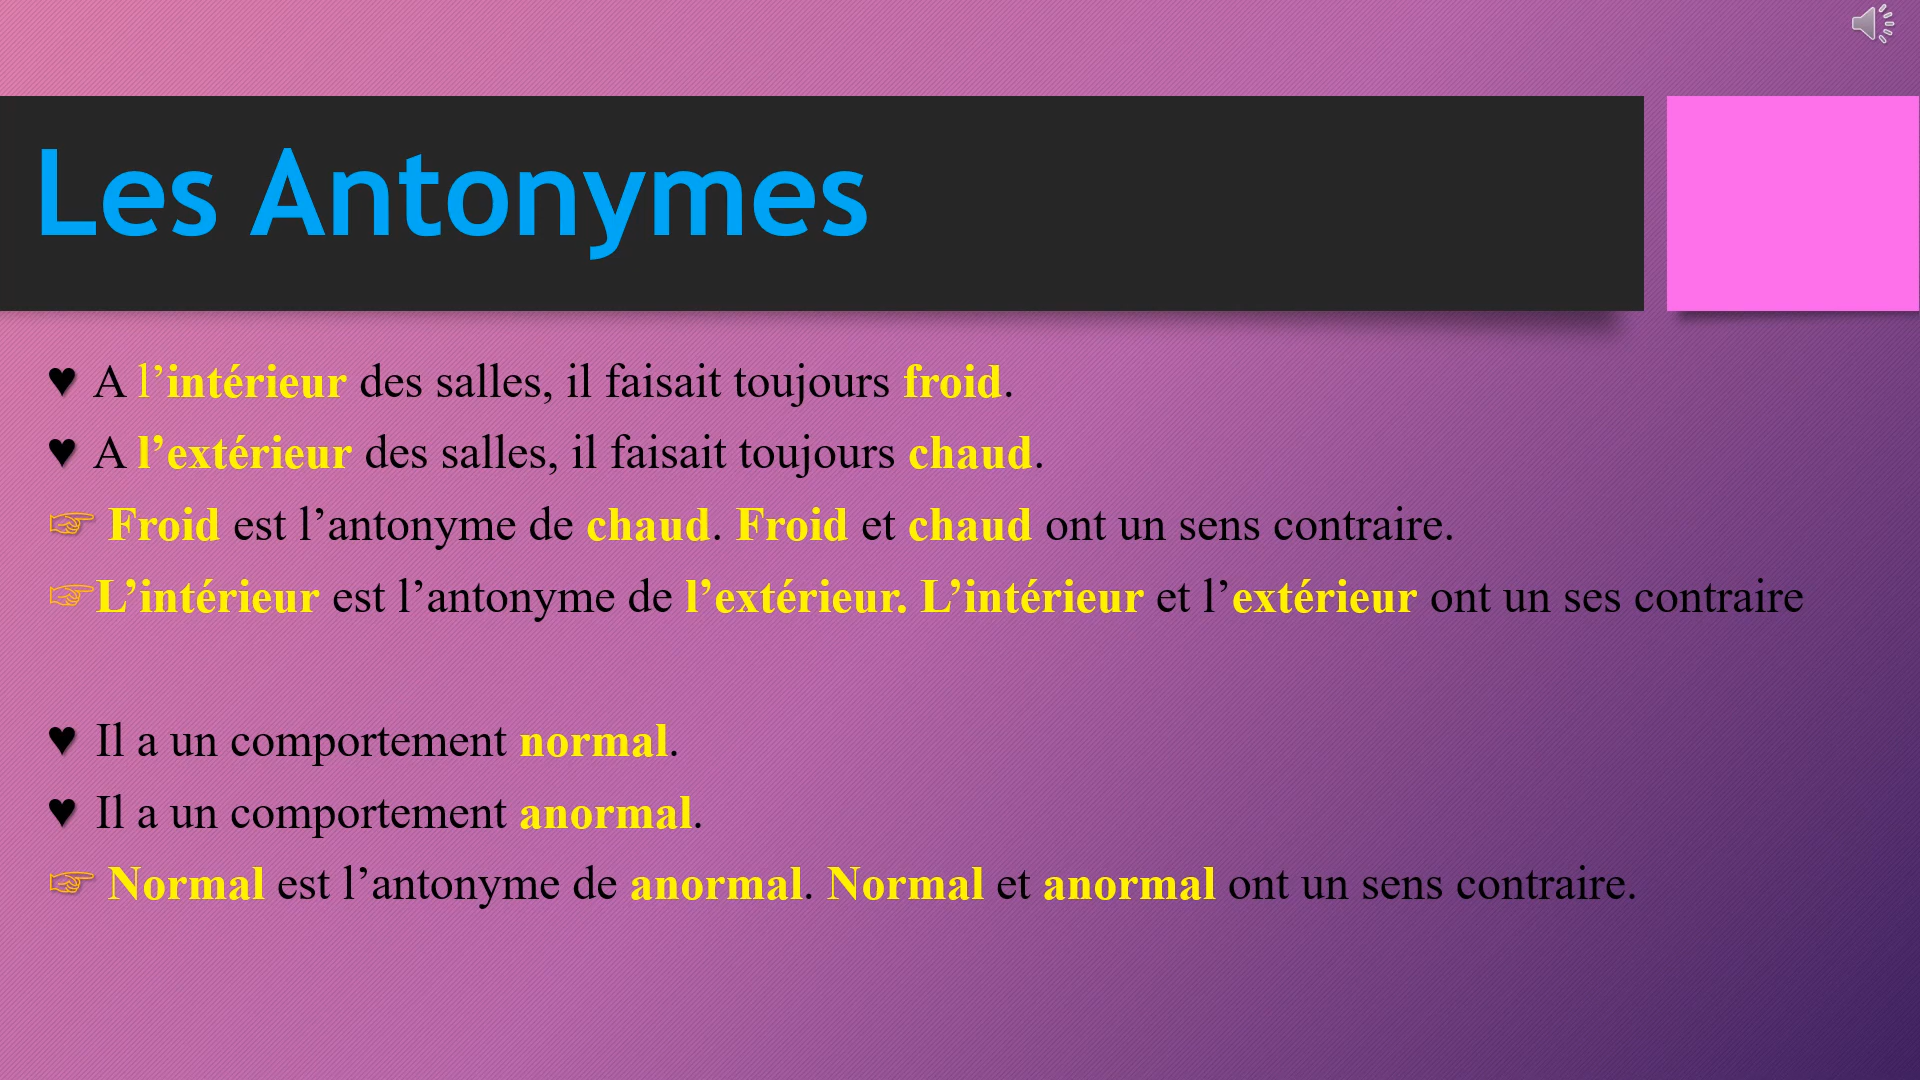 Les Antonymes
♥ A l’intérieur des salles, il faisait toujours froid.
♥ A l’extérieur des salles, il faisait toujours chaud.
☞ Froid est l’antonyme de chaud. Froid et chaud ont un sens contraire.
☞L’intérieur est l’antonyme de l’extérieur. L’intérieur et l’extérieur ont un ses contraire
♥ Il a un comportement normal.
♥ Il a un comportement anormal.
☞ Normal est l’antonyme de anormal. Normal et anormal ont un sens contraire.